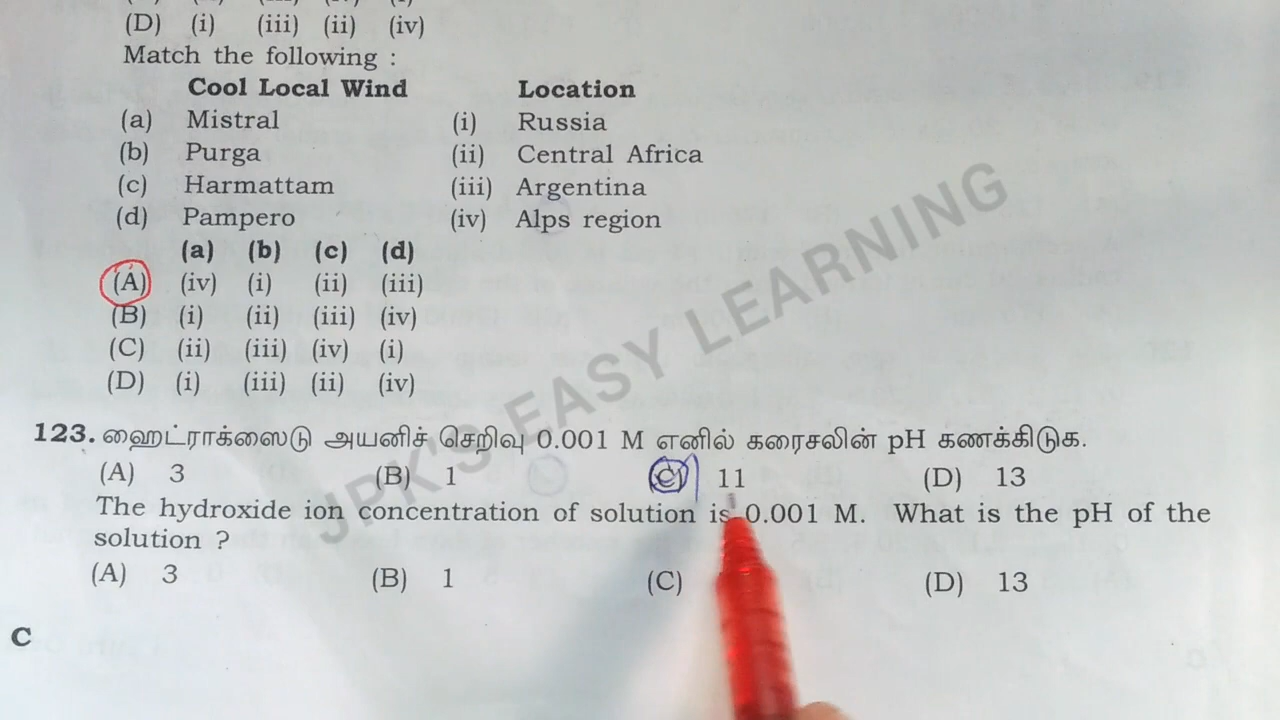 (D) (i) (iii) (ii) (iv)
Match the following :
Cool Local Wind Location
(a) Mistral (i) Russia
(b) Purga (ii) Central Africa
(c) Harmattam (iii) Argentina
(d) Pampero (iv) Alps region
(a) (b) (c) (d)
(A) (iv) (i) (ii) (iii)
(B) (i) (ii) (iii) (iv)
(C) (ii) (iii) (iv) (i)
(D) (i) (iii) (ii) (iv)
JPK'S EASY LEARNING
123. ஹைட்ராக்ஸைடு அயனிச் செறிவு 0.001 M எனில் கரைசலின் pH கணக்கிடுக.
(A) 3 (B) 1 (C) 11 (D) 13
The hydroxide ion concentration of solution is 0.001 M. What is the pH of the
solution ?
(A) 3 (B) 1 (C) (D) 13
C